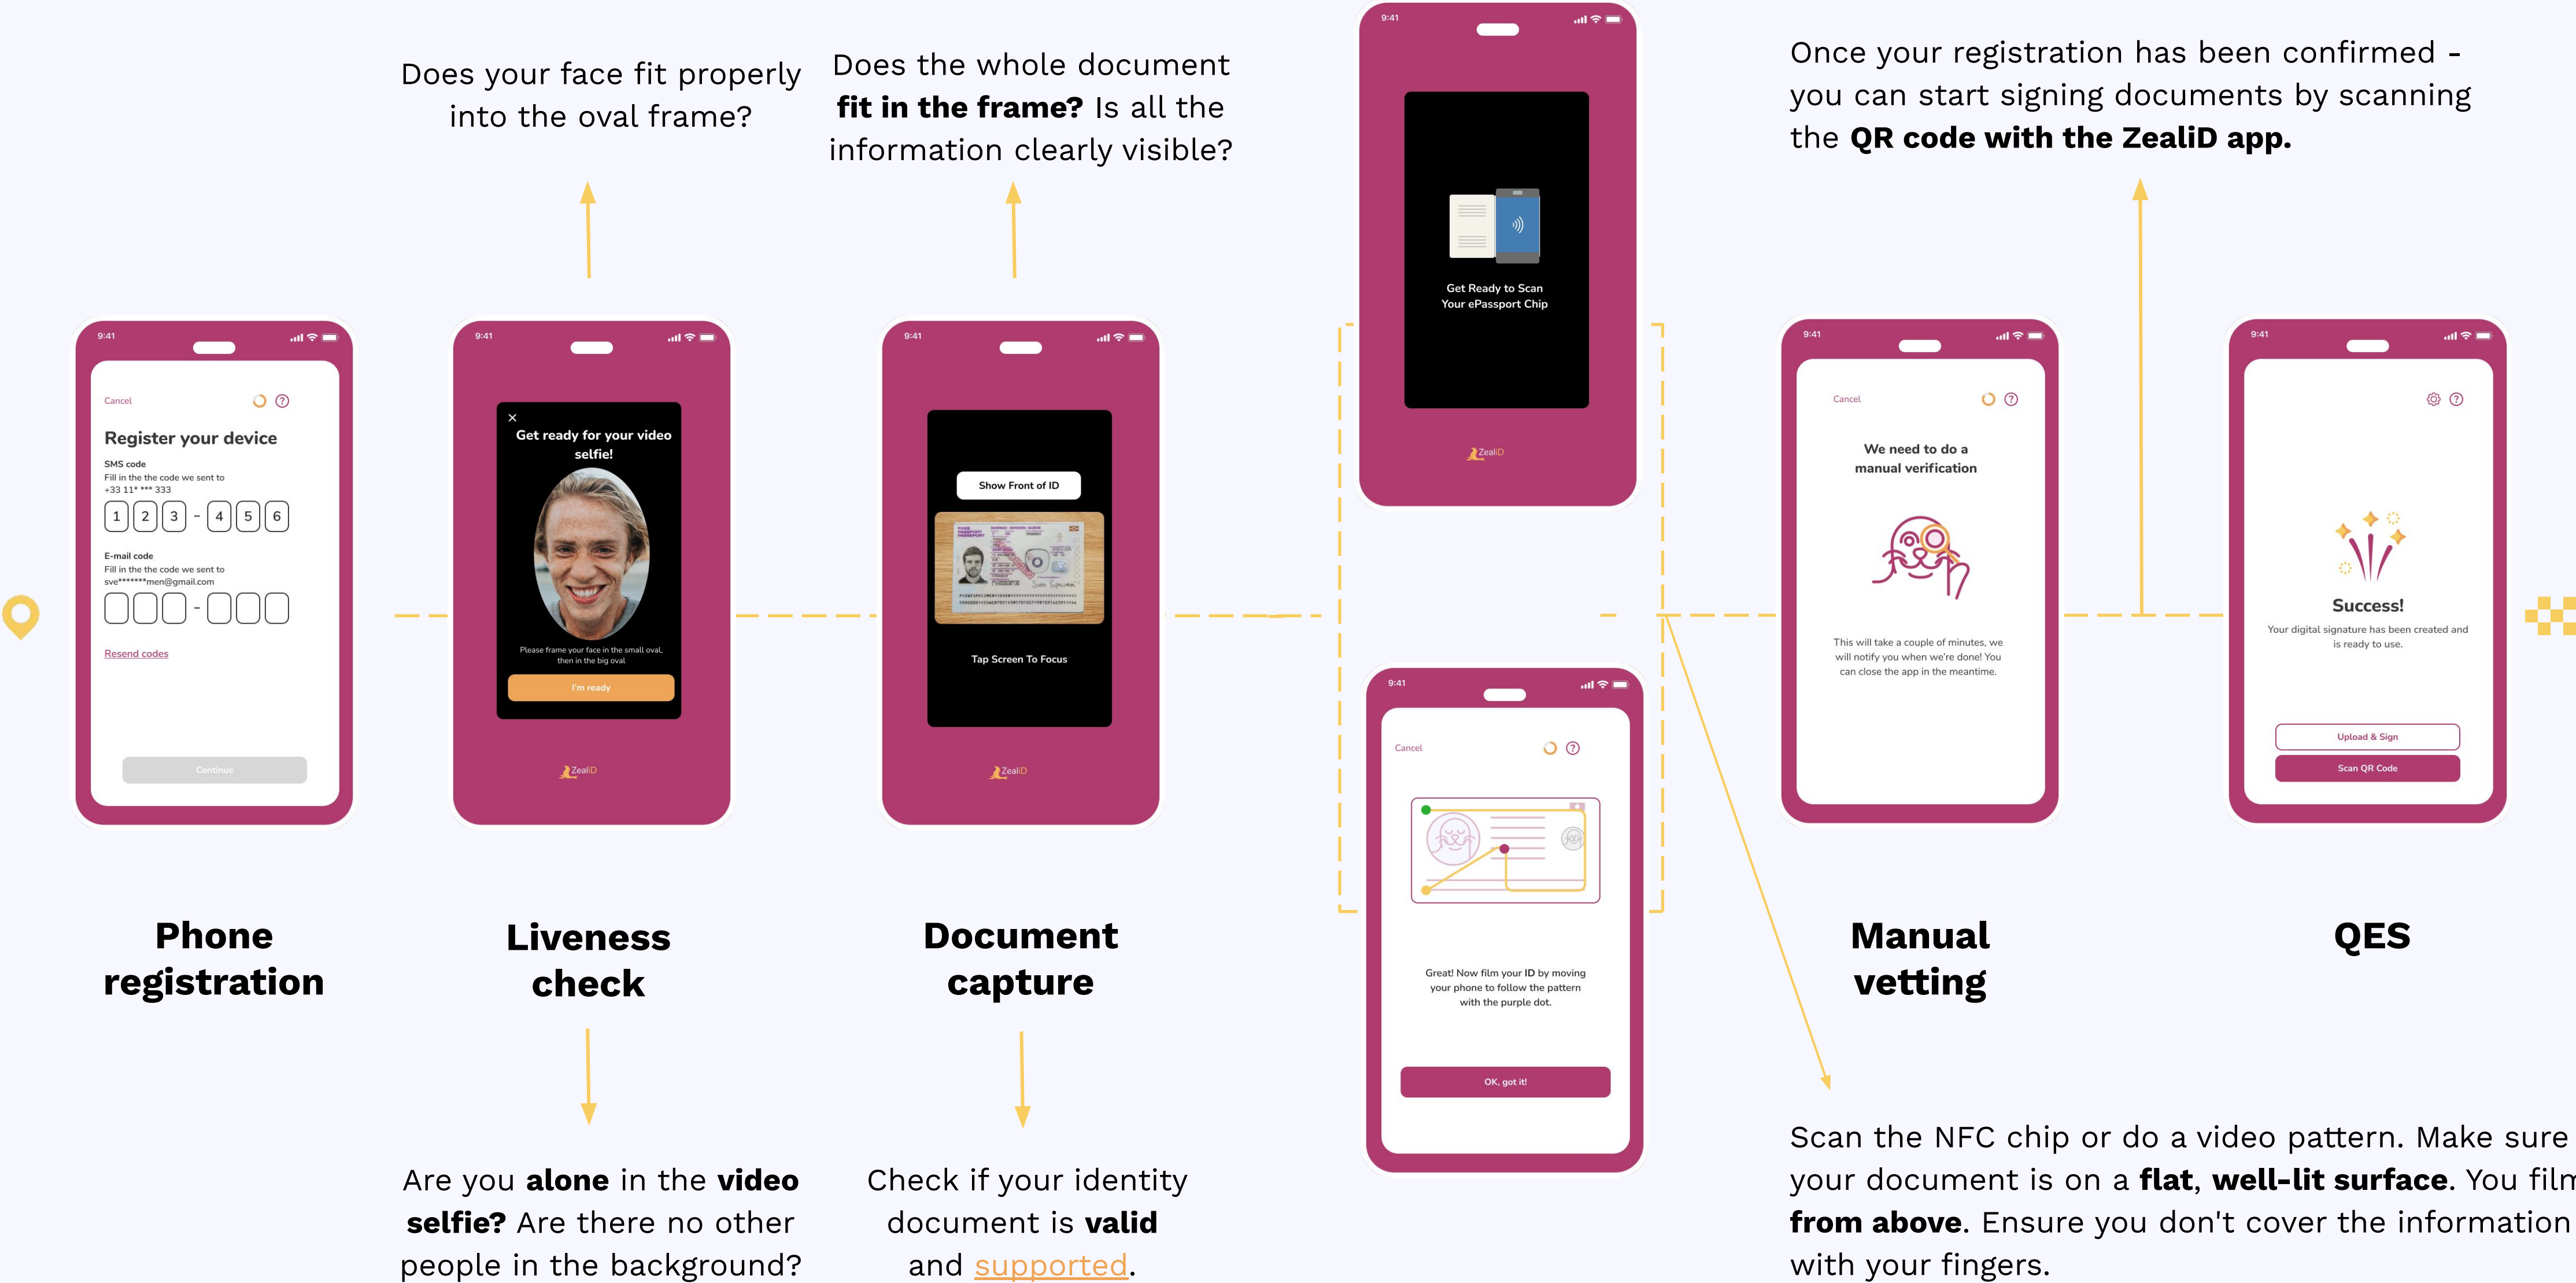 Does your face fit properly
into the oval frame?
Does the whole document
fit in the frame? Is all the
information clearly visible?
Once your registration has been confirmed -
you can start signing documents by scanning
the QR code with the ZealiD app.
9:41
Cancel
Register your device
SMS code
Fill in the the code we sent to
+33 11* *** 333
1 2 3 - 4 5 6
E-mail code
Fill in the the code we sent to
sve*******men@gmail.com
-
Resend codes
Continue
Phone
registration
9:41
Get ready for your video
selfie!
Please frame your face in the small oval,
then in the big oval
I'm ready
ZealiD
Liveness
check
Are you alone in the video
selfie? Are there no other
people in the background?
9:41
Show Front of ID
PASS
PASSPORT
Tap Screen To Focus
ZealiD
Document
capture
Check if your identity
document is valid
and supported.
9:41
Get Ready to Scan
Your ePassport Chip
ZealiD
9:41
Cancel
Great! Now film your ID by moving
your phone to follow the pattern
with the purple dot.
OK, got it!
9:41
Cancel
We need to do a
manual verification
This will take a couple of minutes, we
will notify you when we're done! You
can close the app in the meantime.
Manual
vetting
9:41
Success!
Your digital signature has been created and
is ready to use.
Upload & Sign
Scan QR Code
QES
Scan the NFC chip or do a video pattern. Make sure
your document is on a flat, well-lit surface. You film
from above. Ensure you don't cover the information
with your fingers.